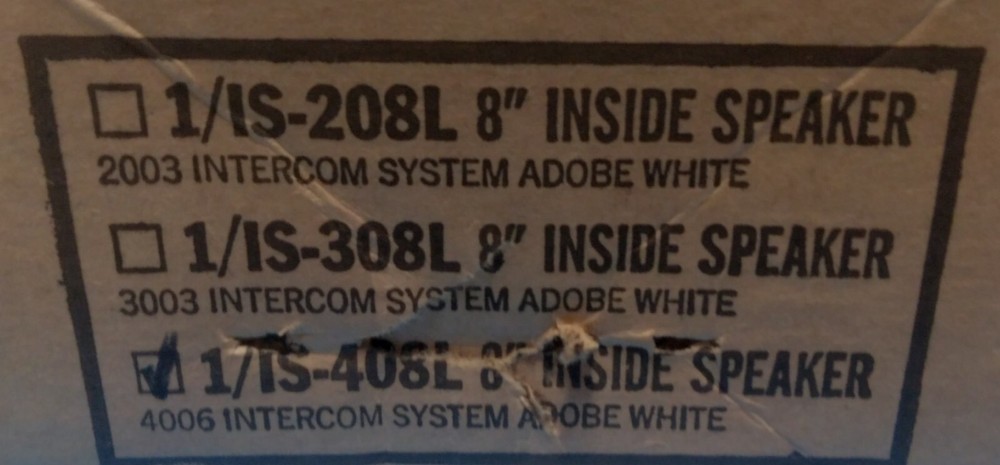 ☐ 1/IS-208L 8" INSIDE SPEAKER
2003 INTERCOM SYSTEM ADOBE WHITE
☐ 1/IS-308L 8" INSIDE SPEAKER
3003 INTERCOM SYSTEM ADOBE WHITE
☑ 1/IS-408L 8" INSIDE SPEAKER
4006 INTERCOM SYSTEM ADOBE WHITE